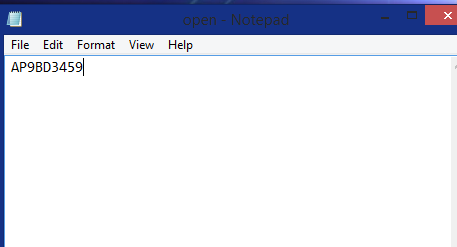 open - Notepad
File Edit Format View Help
AP9BD3459